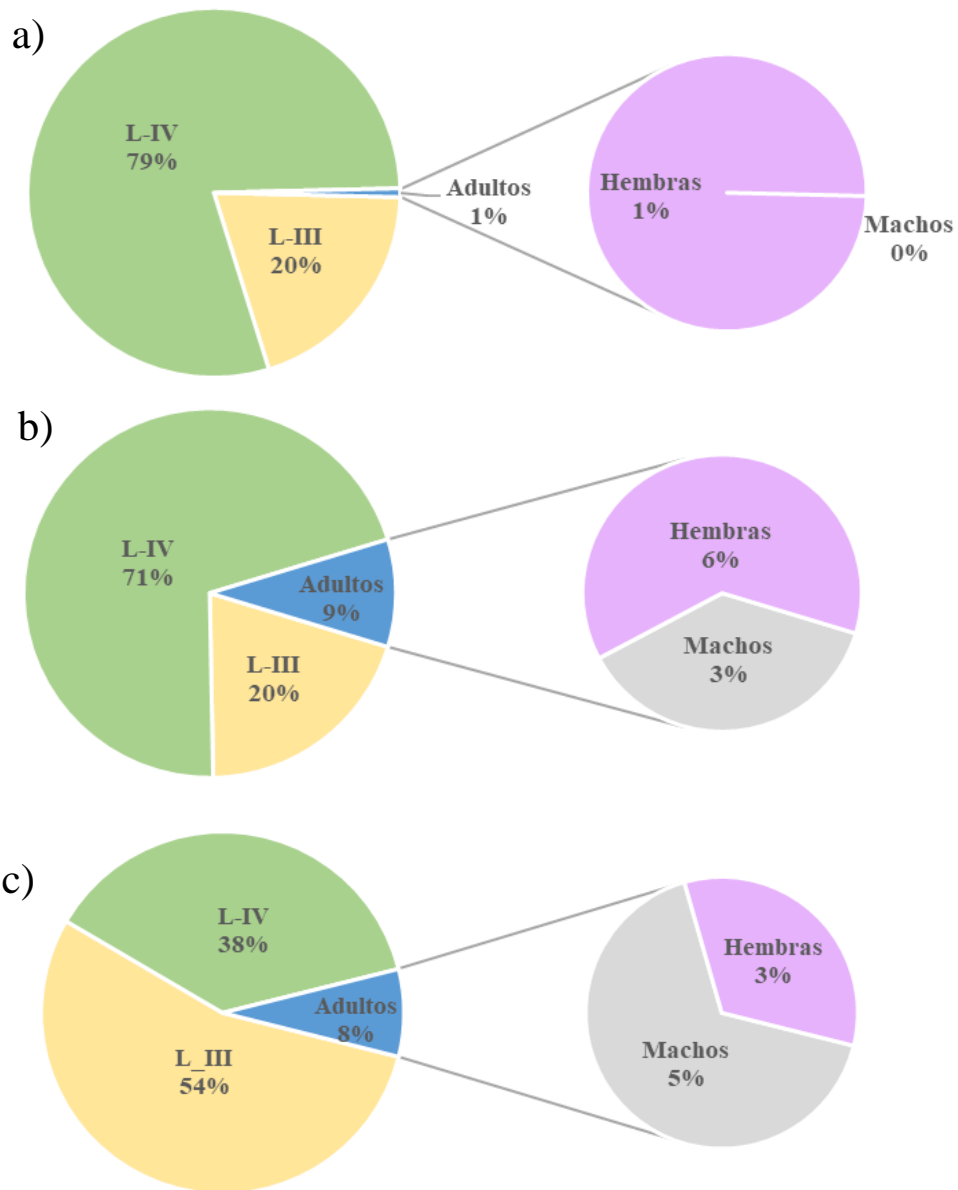 a)
L-IV
79%
L-III
20%
Adultos
1%
Hembras
1%
Machos
0%
b)
L-IV
71%
Adultos
9%
L-III
20%
Hembras
6%
Machos
3%
c)
L-IV
38%
Adultos
8%
L_III
54%
Hembras
3%
Machos
5%